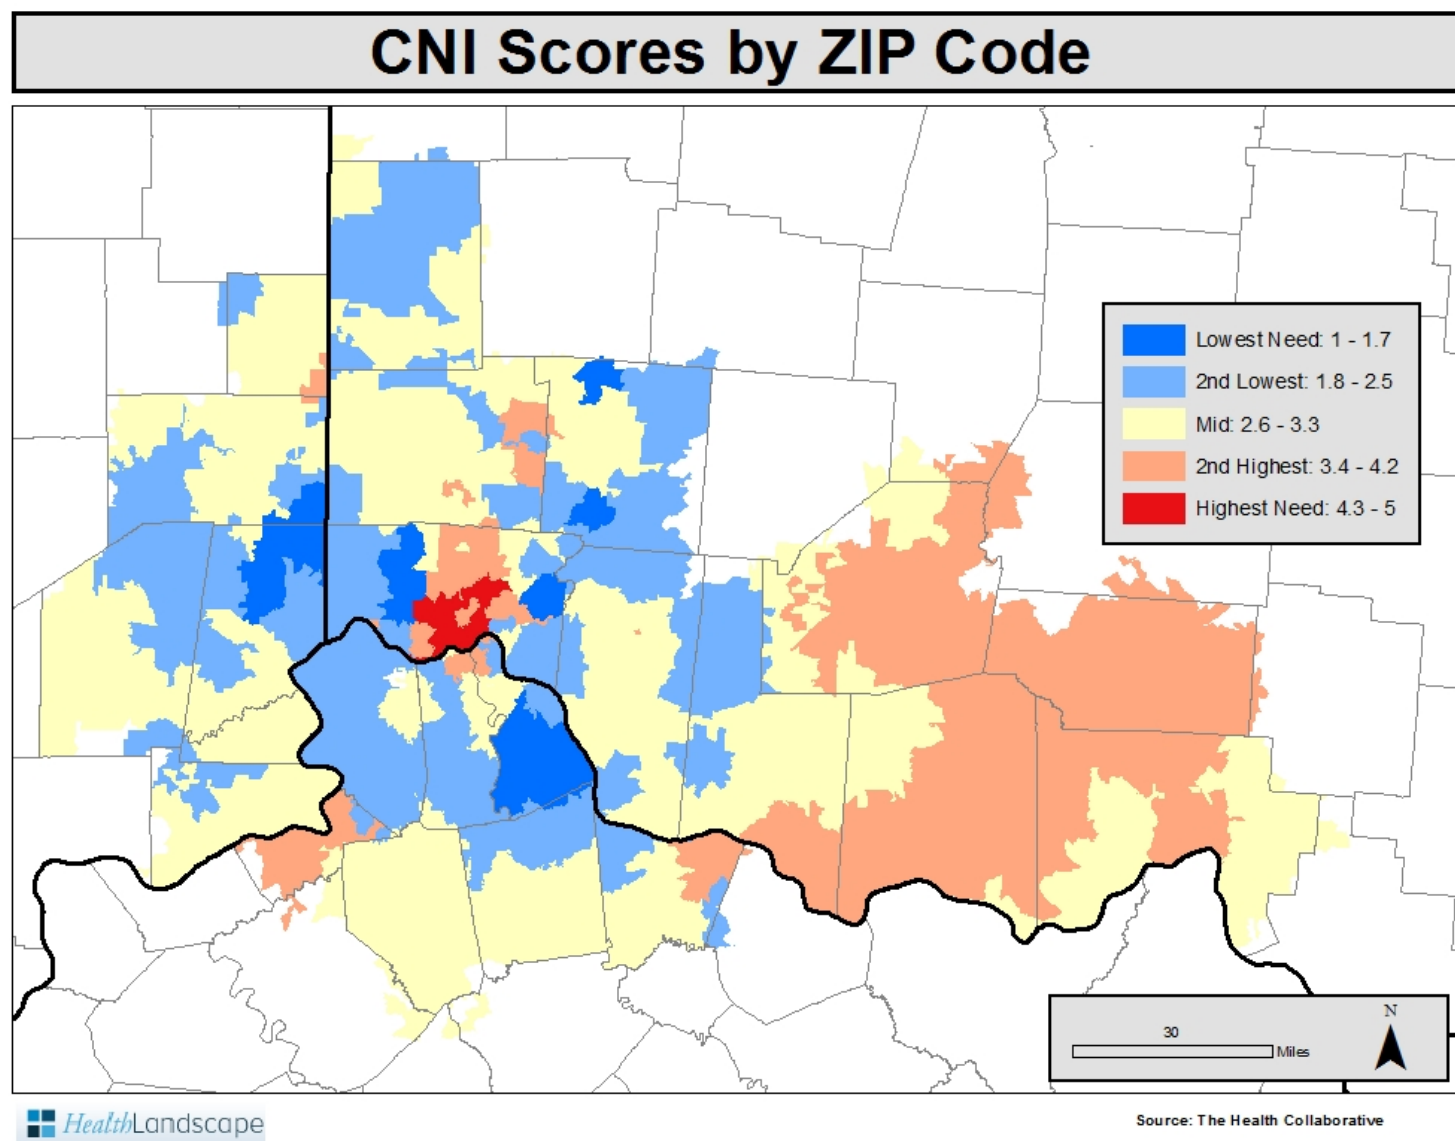 CNI Scores by ZIP Code
Lowest Need: 1 - 1.7
2nd Lowest: 1.8 - 2.5
Mid: 2.6 - 3.3
2nd Highest: 3.4 - 4.2
Highest Need: 4.3 - 5
N
30
Miles
HealthLandscape
Source: The Health Collaborative